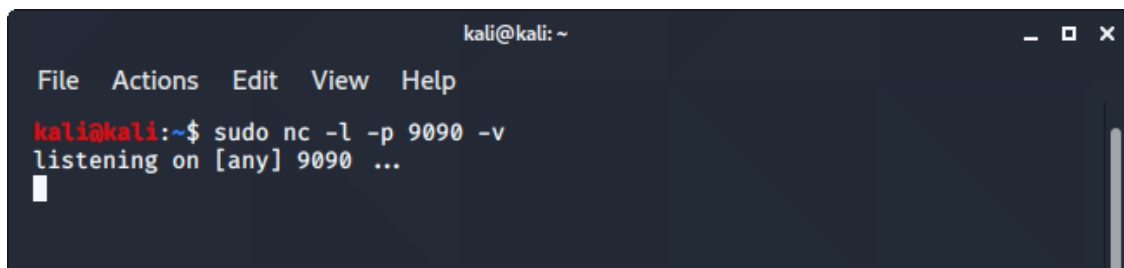 kali@kali: ~
File Actions Edit View Help
kali@kali:~$ sudo nc -l -p 9090 -v
listening on [any] 9090 ...